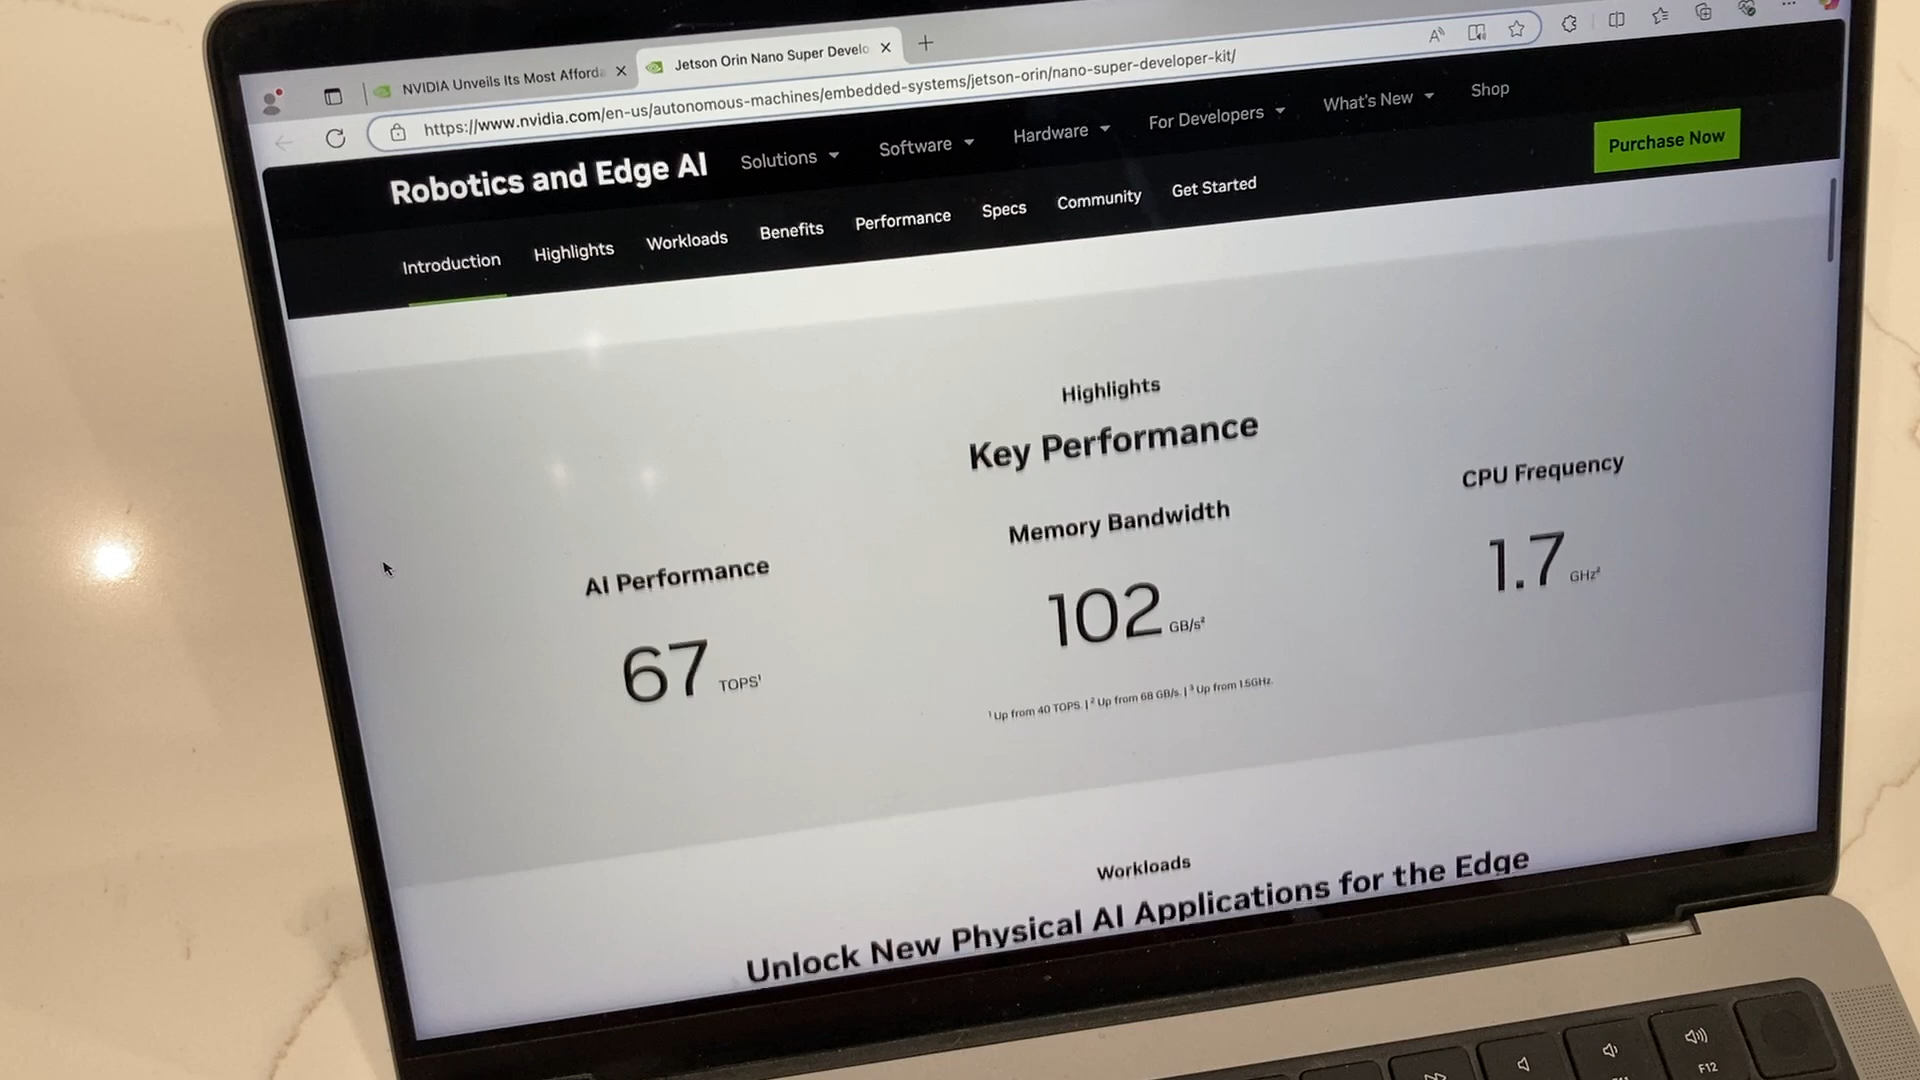 NVIDIA Unveils Its Most Afforda
Jetson Orin Nano Super Develo
https://www.nvidia.com/en-us/autonomous-machines/embedded-systems/jetson-orin/nano-super-developer-kit/
Robotics and Edge AI
Solutions
Software
Hardware
For Developers
What's New
Shop
Purchase Now
Introduction
Highlights
Workloads
Benefits
Performance
Specs
Community
Get Started
Highlights
Key Performance
AI Performance
67 TOPS¹
Memory Bandwidth
102 GB/s²
CPU Frequency
1.7 GHz²
¹ Up from 40 TOPS. | ² Up from 68 GB/s. | ³ Up from 1.5GHz.
Workloads
Unlock New Physical AI Applications for the Edge
F12